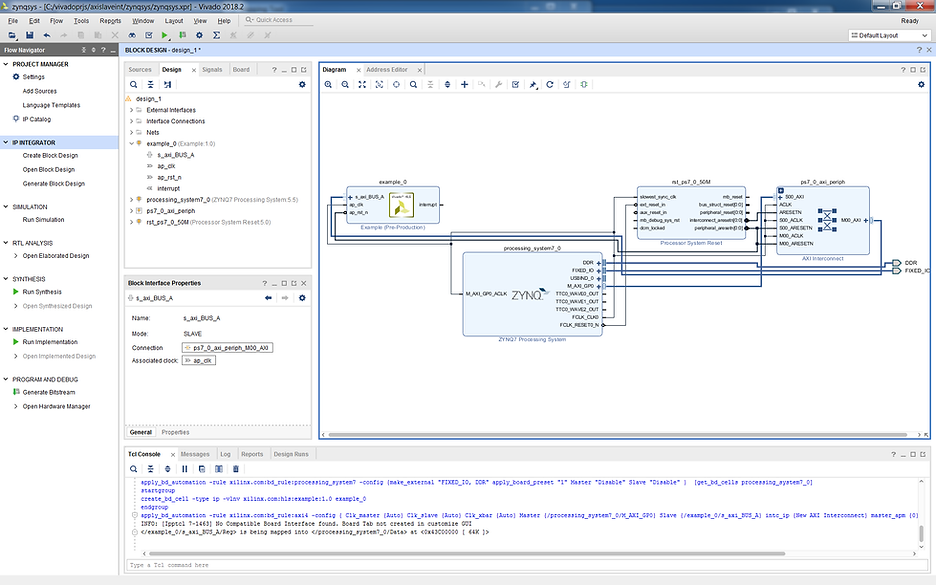 zynqsys - [C:/vivadoprjs/axislaveint/zynqsys/zynqsys.xpr] - Vivado 2018.2
File Edit Flow Tools Reports Window Layout View Help Quick Access
Ready
Default Layout
Flow Navigator
PROJECT MANAGER
Settings
Add Sources
Language Templates
IP Catalog
IP INTEGRATOR
Create Block Design
Open Block Design
Generate Block Design
SIMULATION
Run Simulation
RTL ANALYSIS
Open Elaborated Design
SYNTHESIS
Run Synthesis
Open Synthesized Design
IMPLEMENTATION
Run Implementation
Open Implemented Design
PROGRAM AND DEBUG
Generate Bitstream
Open Hardware Manager
BLOCK DESIGN - design_1 *
Sources Design Signals Board
design_1
External Interfaces
Interface Connections
Nets
example_0 (Example:1.0)
s_axi_BUS_A
ap_clk
ap_rst_n
interrupt
processing_system7_0 (ZYNQ7 Processing System:5.5)
ps7_0_axi_periph
rst_ps7_0_50M (Processor System Reset:5.0)
Block Interface Properties
s_axi_BUS_A
Name: s_axi_BUS_A
Mode: SLAVE
Connection ps7_0_axi_periph_M00_AXI
Associated clock: ap_clk
General Properties
Diagram Address Editor
example_0
s_axi_BUS_A
ap_clk
ap_rst_n
interrupt
Example (Pre-Production)
processing_system7_0
M_AXI_GP0_ACLK
ZYNQ
DDR
FIXED_IO
USBIND_0
M_AXI_GP0
TTC0_WAVE0_OUT
TTC0_WAVE1_OUT
TTC0_WAVE2_OUT
FCLK_CLK0
FCLK_RESET0_N
ZYNQ7 Processing System
rst_ps7_0_50M
slowest_sync_clk
ext_reset_in
aux_reset_in
mb_debug_sys_rst
dcm_locked
mb_reset
bus_struct_reset[0:0]
peripheral_reset[0:0]
interconnect_aresetn[0:0]
peripheral_aresetn[0:0]
Processor System Reset
ps7_0_axi_periph
S00_AXI
ACLK
ARESETN
S00_ACLK
S00_ARESETN
M00_ACLK
M00_ARESETN
M00_AXI
AXI Interconnect
DDR
FIXED_IO
Tcl Console Messages Log Reports Design Runs
apply_bd_automation -rule xilinx.com:bd_rule:processing_system7 -config {make_external "FIXED_IO, DDR" apply_board_preset "1" Master "Disable" Slave "Disable" } [get_bd_cells processing_system7_0]
startgroup
create_bd_cell -type ip -vlnv xilinx.com:hls:example:1.0 example_0
endgroup
apply_bd_automation -rule xilinx.com:bd_rule:axi4 -config { Clk_master {Auto} Clk_slave {Auto} Clk_xbar {Auto} Master {/processing_system7_0/M_AXI_GP0} Slave {/example_0/s_axi_BUS_A} intc_ip {New AXI Interconnect} master_apm {0}
INFO: [Ipptcl 7-1463] No Compatible Board Interface found. Board Tab not created in customize GUI
</example_0/s_axi_BUS_A/Reg> is being mapped into </processing_system7_0/Data> at <0x43C00000 [ 64K ]>
Type a Tcl command here